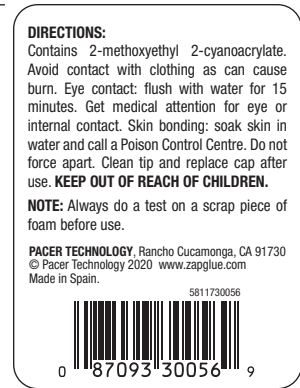 DIRECTIONS:
Contains 2-methoxyethyl 2-cyanoacrylate.
Avoid contact with clothing as can cause
burn. Eye contact: flush with water for 15
minutes. Get medical attention for eye or
internal contact. Skin bonding: soak skin in
water and call a Poison Control Centre. Do not
force apart. Clean tip and replace cap after
use. KEEP OUT OF REACH OF CHILDREN.
NOTE: Always do a test on a scrap piece of
foam before use.
PACER TECHNOLOGY, Rancho Cucamonga, CA 91730
© Pacer Technology 2020 www.zapglue.com
Made in Spain.
5811730056
0 87093 30056 9